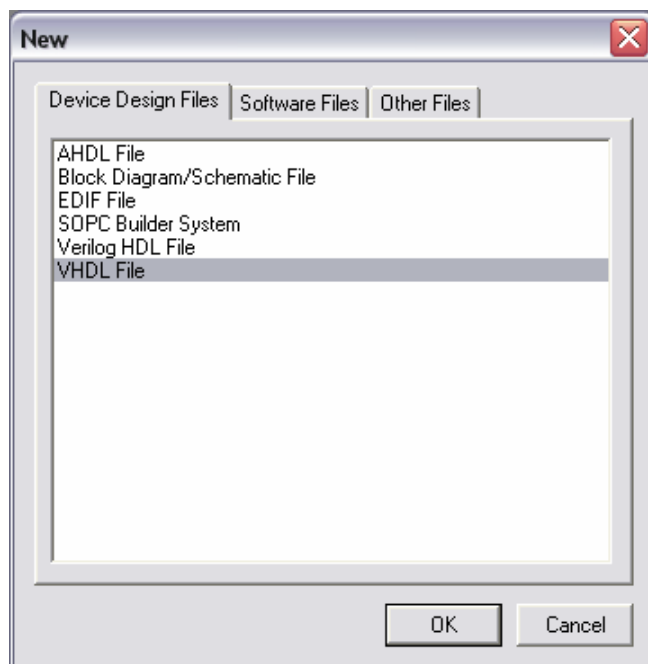 New
Device Design Files Software Files Other Files
AHDL File
Block Diagram/Schematic File
EDIF File
SOPC Builder System
Verilog HDL File
VHDL File
OK Cancel